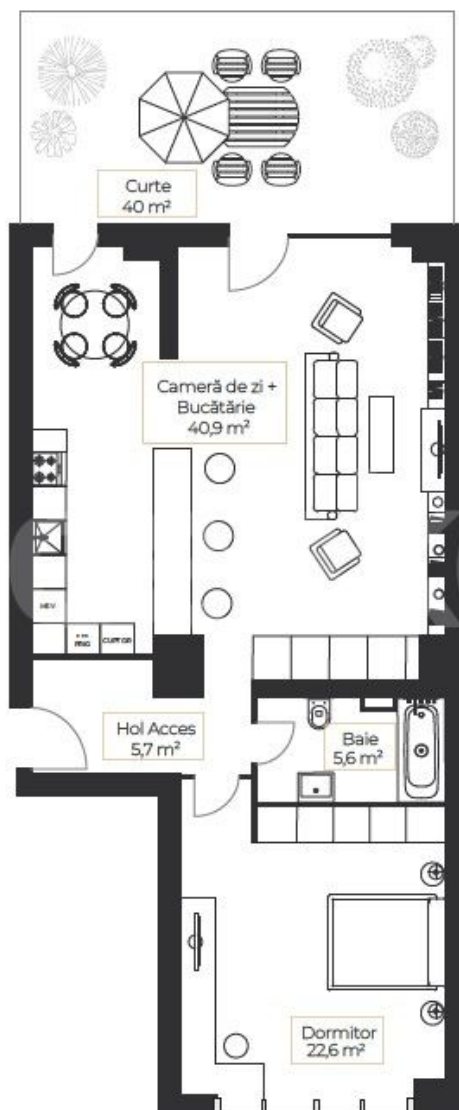 Curte
40 m²
Cameră de zi +
Bucătărie
40,9 m²
Hol Acces
5,7 m²
Baie
5,6 m²
Dormitor
22,6 m²